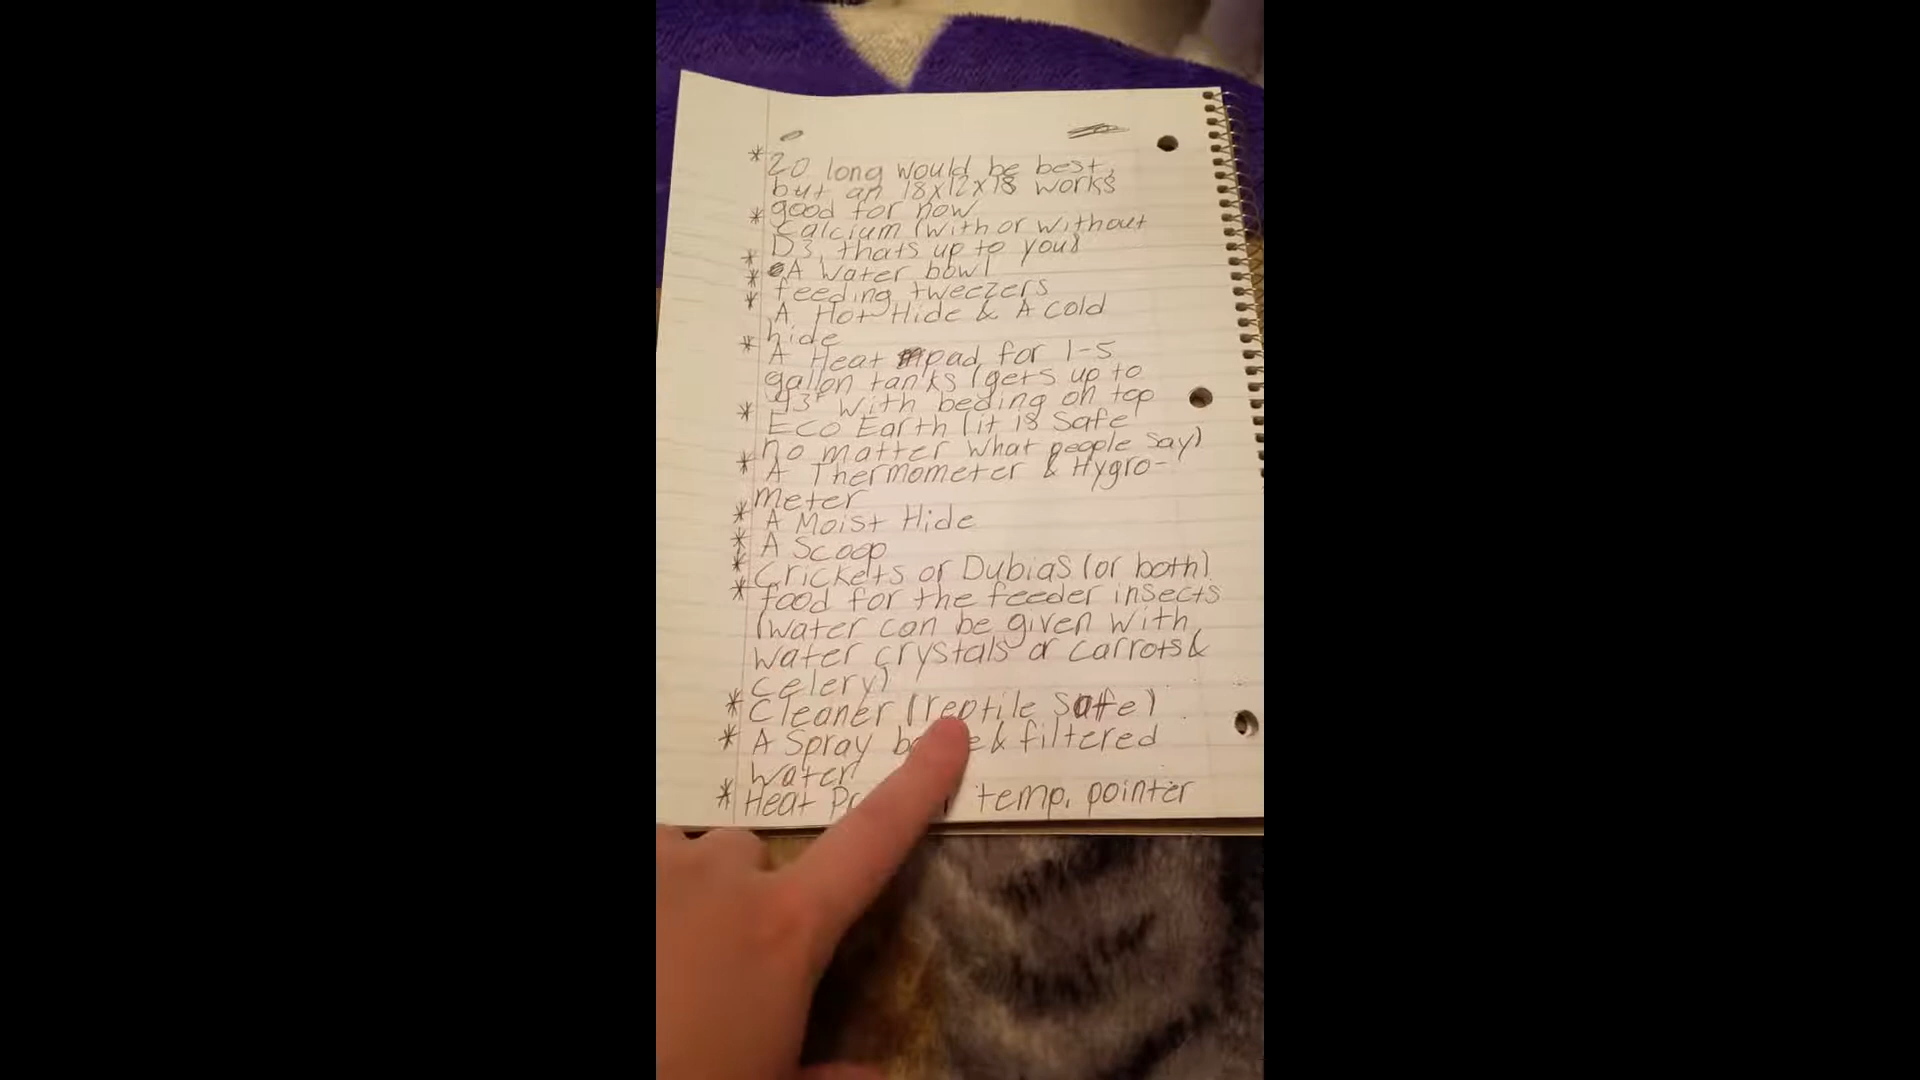 * 20 long would be best,
but an 18x12x18 works
good for now
* Calcium (with or without
D3, thats up to you)
* A Water bowl
* feeding tweezers
* A Hot Hide & A cold
hide
* A Heat pad for 1-5
gallon tanks (gets up to
93° with beding on top
* Eco Earth (it is safe
no matter what people say)
* A Thermometer & Hygro-
meter
* A Moist Hide
* A Scoop
* Crickets or Dubias (or both)
* food for the feeder insects
(water can be given with
water crystals or carrots &
celery)
* Cleaner (reptile safe)
* A Spray & filtered
water
* Heat temp. pointer